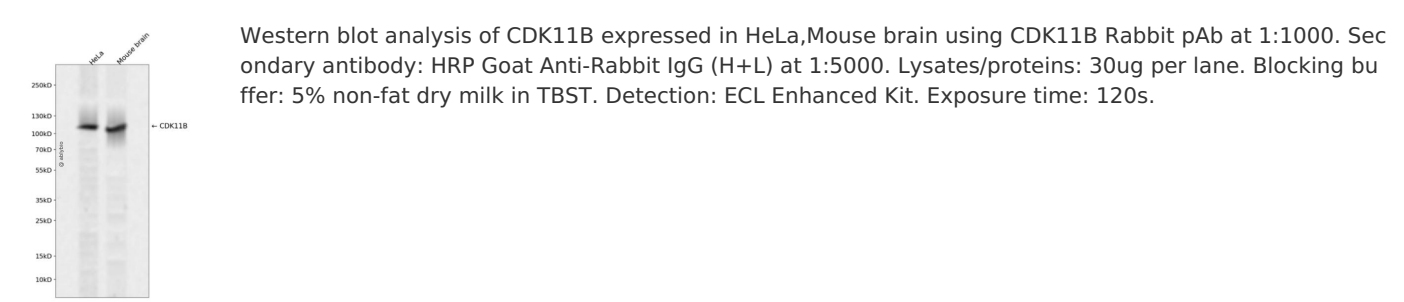 HeLa
Mouse brain
Western blot analysis of CDK11B expressed in HeLa,Mouse brain using CDK11B Rabbit pAb at 1:1000. Sec
ondary antibody: HRP Goat Anti-Rabbit IgG (H+L) at 1:5000. Lysates/proteins: 30ug per lane. Blocking bu
ffer: 5% non-fat dry milk in TBST. Detection: ECL Enhanced Kit. Exposure time: 120s.
250kD
130kD
← CDK11B
100kD
70kD
55kD
35kD
25kD
15kD
10kD